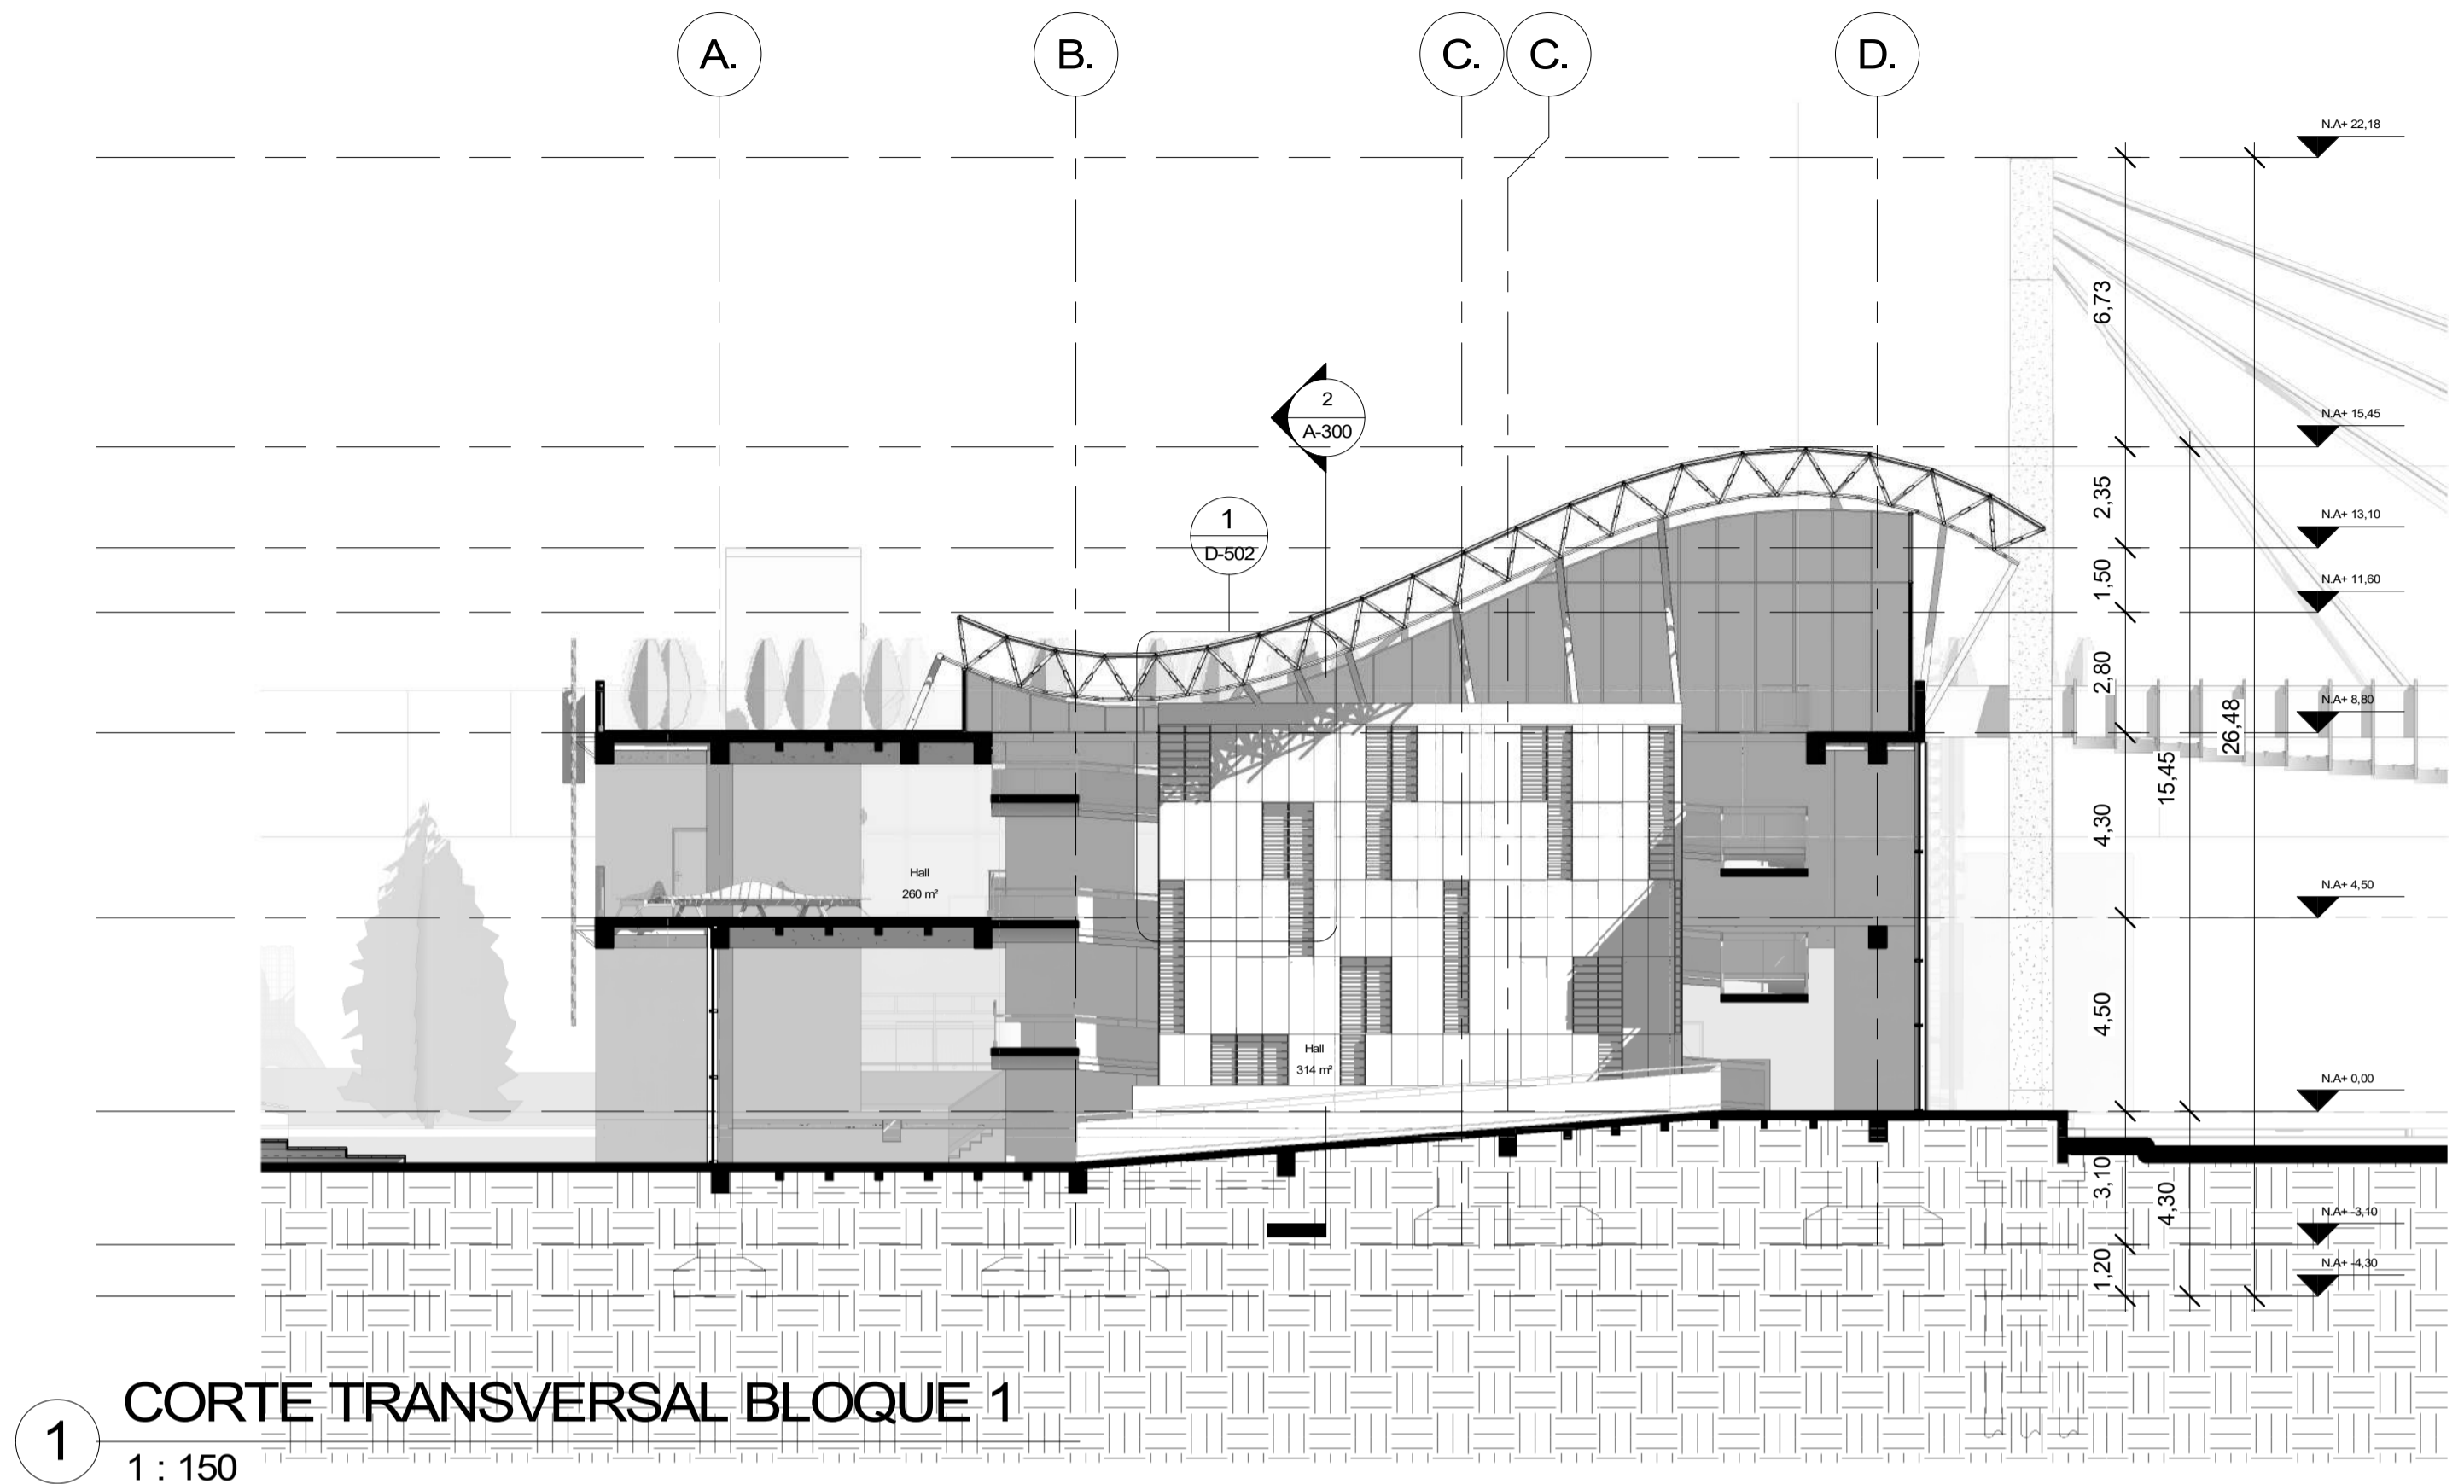 A.
B.
C.
C.
D.
N.A+ 22,18
6,73
2
A-300
N.A+ 15,45
1
D-502
2,35
N.A+ 13,10
1,50
N.A+ 11,60
2,80
N.A+ 8,80
26,48
15,45
4,30
Hall
260 m²
N.A+ 4,50
4,50
Hall
314 m²
N.A+ 0,00
3,10
4,30
N.A+ -3,10
1,20
N.A+ -4,30
1
CORTE TRANSVERSAL BLOQUE 1
1 : 150